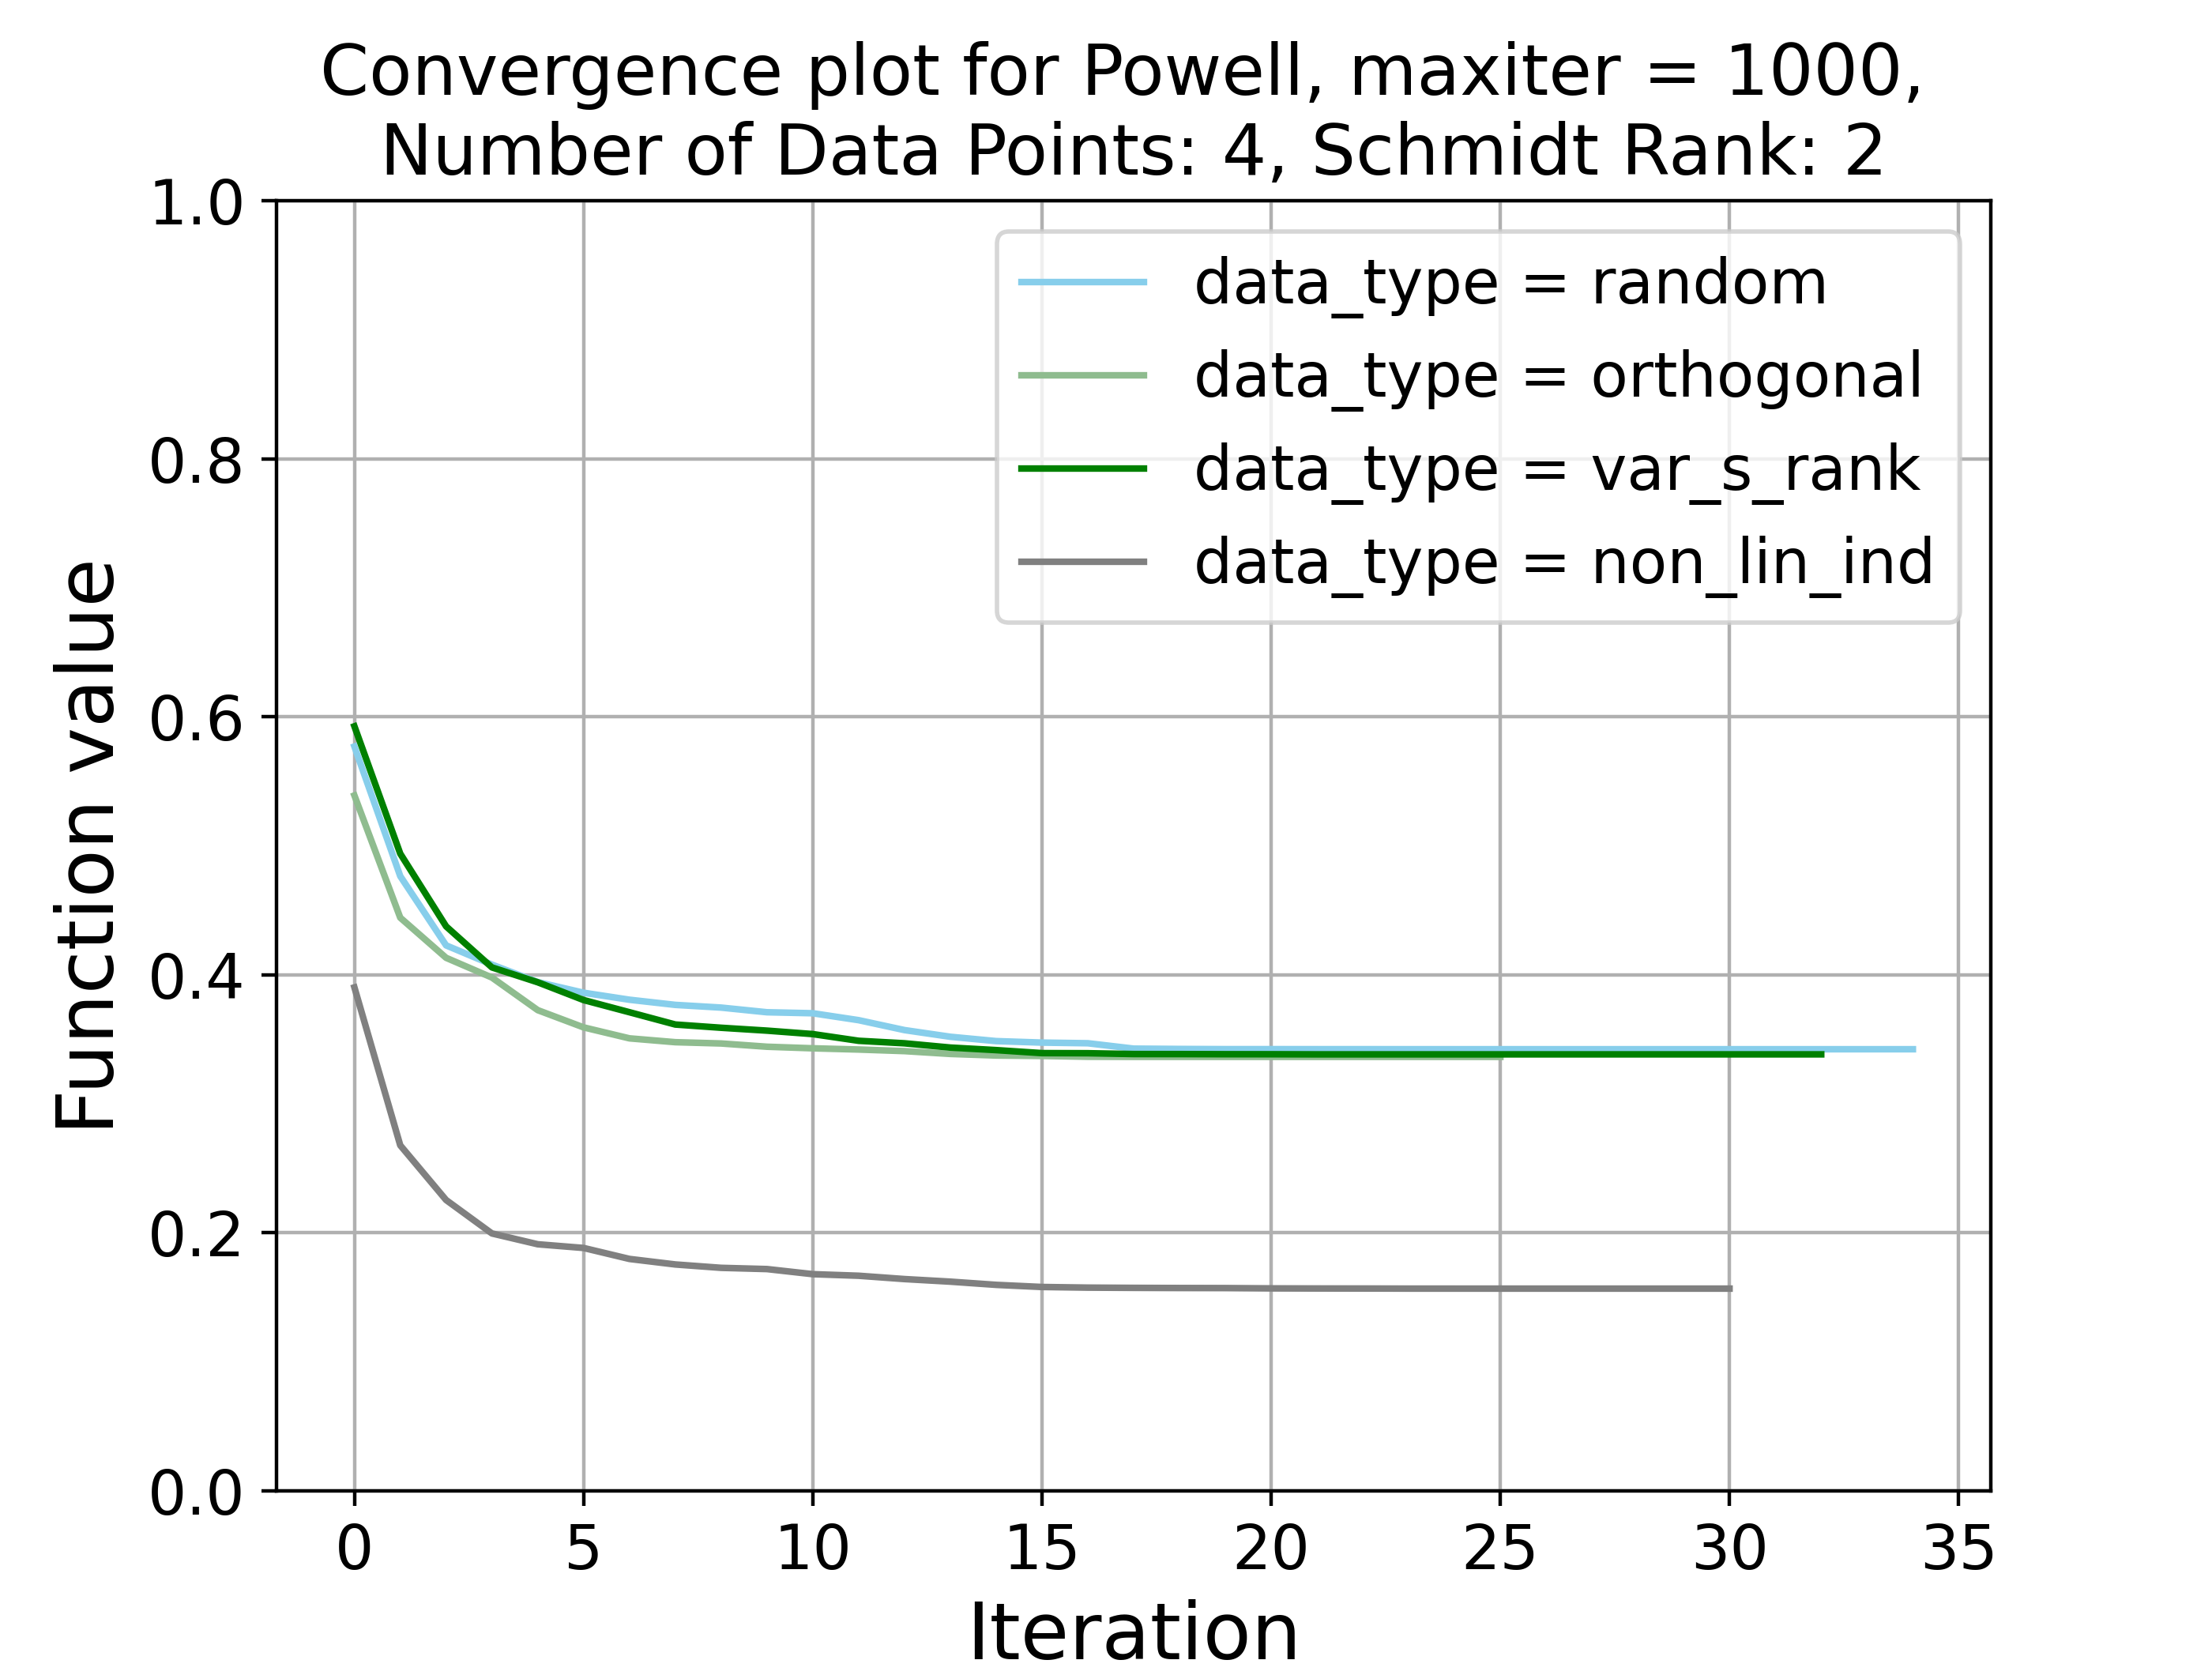 Convergence plot for Powell, maxiter = 1000,
Number of Data Points: 4, Schmidt Rank: 2
1.0
0.8
0.6
0.4
0.2
0.0
Function value
data_type = random
data_type = orthogonal
data_type = var_s_rank
data_type = non_lin_ind
0 5 10 15 20 25 30 35
Iteration